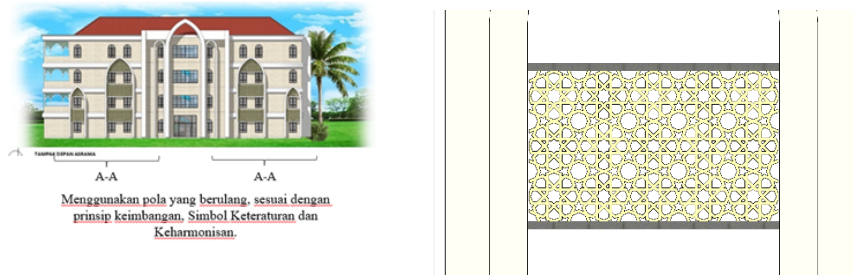 TAMPAK DEPAN ASRAMA
A-A A-A
Menggunakan pola yang berulang, sesuai dengan
prinsip keimbangan, Simbol Keteraturan dan
Keharmonisan.